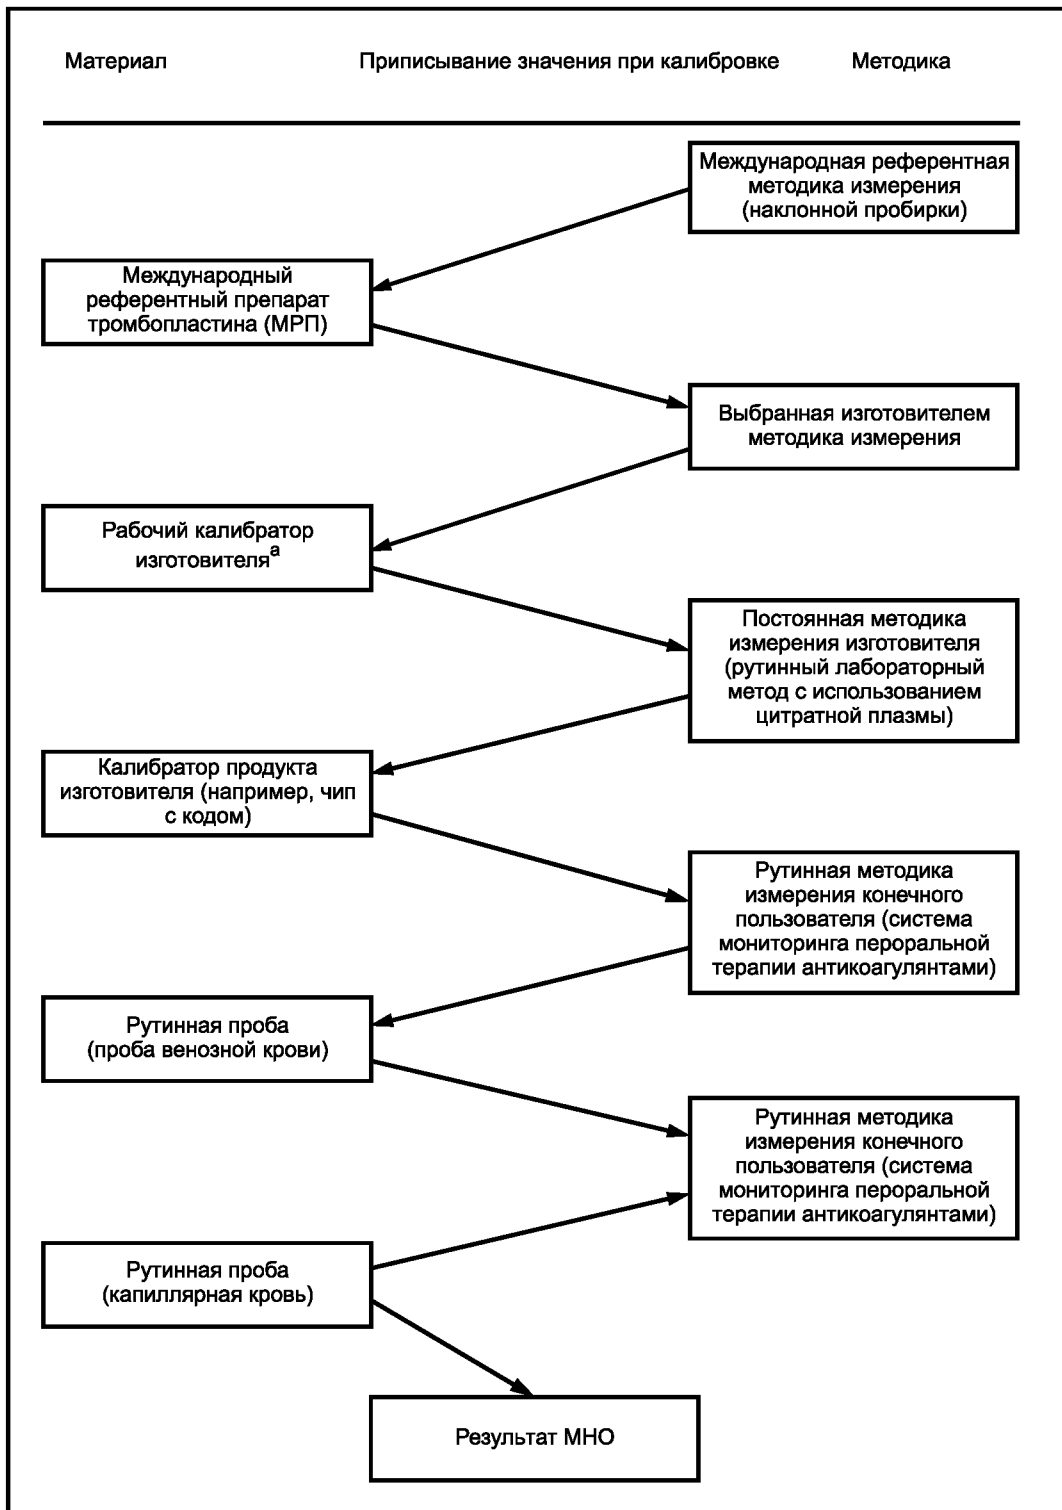 Материал Приписывание значения при калибровке Методика
Международная референтная
методика измерения
(наклонной пробирки)
Международный
референтный препарат
тромбопластина (МРП)
Выбранная изготовителем
методика измерения
Рабочий калибратор
изготовителяa
Постоянная методика
измерения изготовителя
(рутинный лабораторный
метод с использованием
цитратной плазмы)
Калибратор продукта
изготовителя (например, чип
с кодом)
Рутинная методика
измерения конечного
пользователя (система
мониторинга пероральной
терапии антикоагулянтами)
Рутинная проба
(проба венозной крови)
Рутинная методика
измерения конечного
пользователя (система
мониторинга пероральной
терапии антикоагулянтами)
Рутинная проба
(капиллярная кровь)
Результат МНО